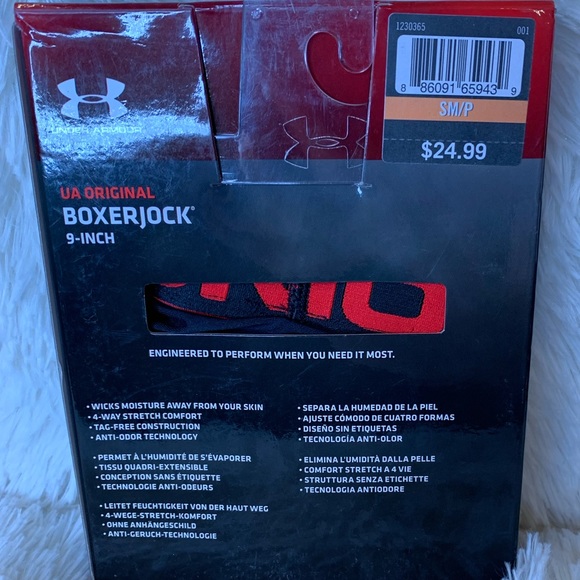 1230365 001
8 86091 65943 9
SM/P
$24.99
UNDER ARMOUR
UA ORIGINAL
BOXERJOCK®
9-INCH
ENGINEERED TO PERFORM WHEN YOU NEED IT MOST.
• WICKS MOISTURE AWAY FROM YOUR SKIN
• 4-WAY STRETCH COMFORT
• TAG-FREE CONSTRUCTION
• ANTI-ODOR TECHNOLOGY
• PERMET À L'HUMIDITÉ DE S'ÉVAPORER
• TISSU QUADRI-EXTENSIBLE
• CONCEPTION SANS ÉTIQUETTE
• TECHNOLOGIE ANTI-ODEURS
• LEITET FEUCHTIGKEIT VON DER HAUT WEG
• 4-WEGE-STRETCH-KOMFORT
• OHNE ANHÄNGESCHILD
• ANTI-GERUCH-TECHNOLOGIE
• SEPARA LA HUMEDAD DE LA PIEL
• AJUSTE CÓMODO DE CUATRO FORMAS
• DISEÑO SIN ETIQUETAS
• TECNOLOGÍA ANTI-OLOR
• ELIMINA L'UMIDITÀ DALLA PELLE
• COMFORT STRETCH A 4 VIE
• STRUTTURA SENZA ETICHETTE
• TECNOLOGIA ANTIODORE